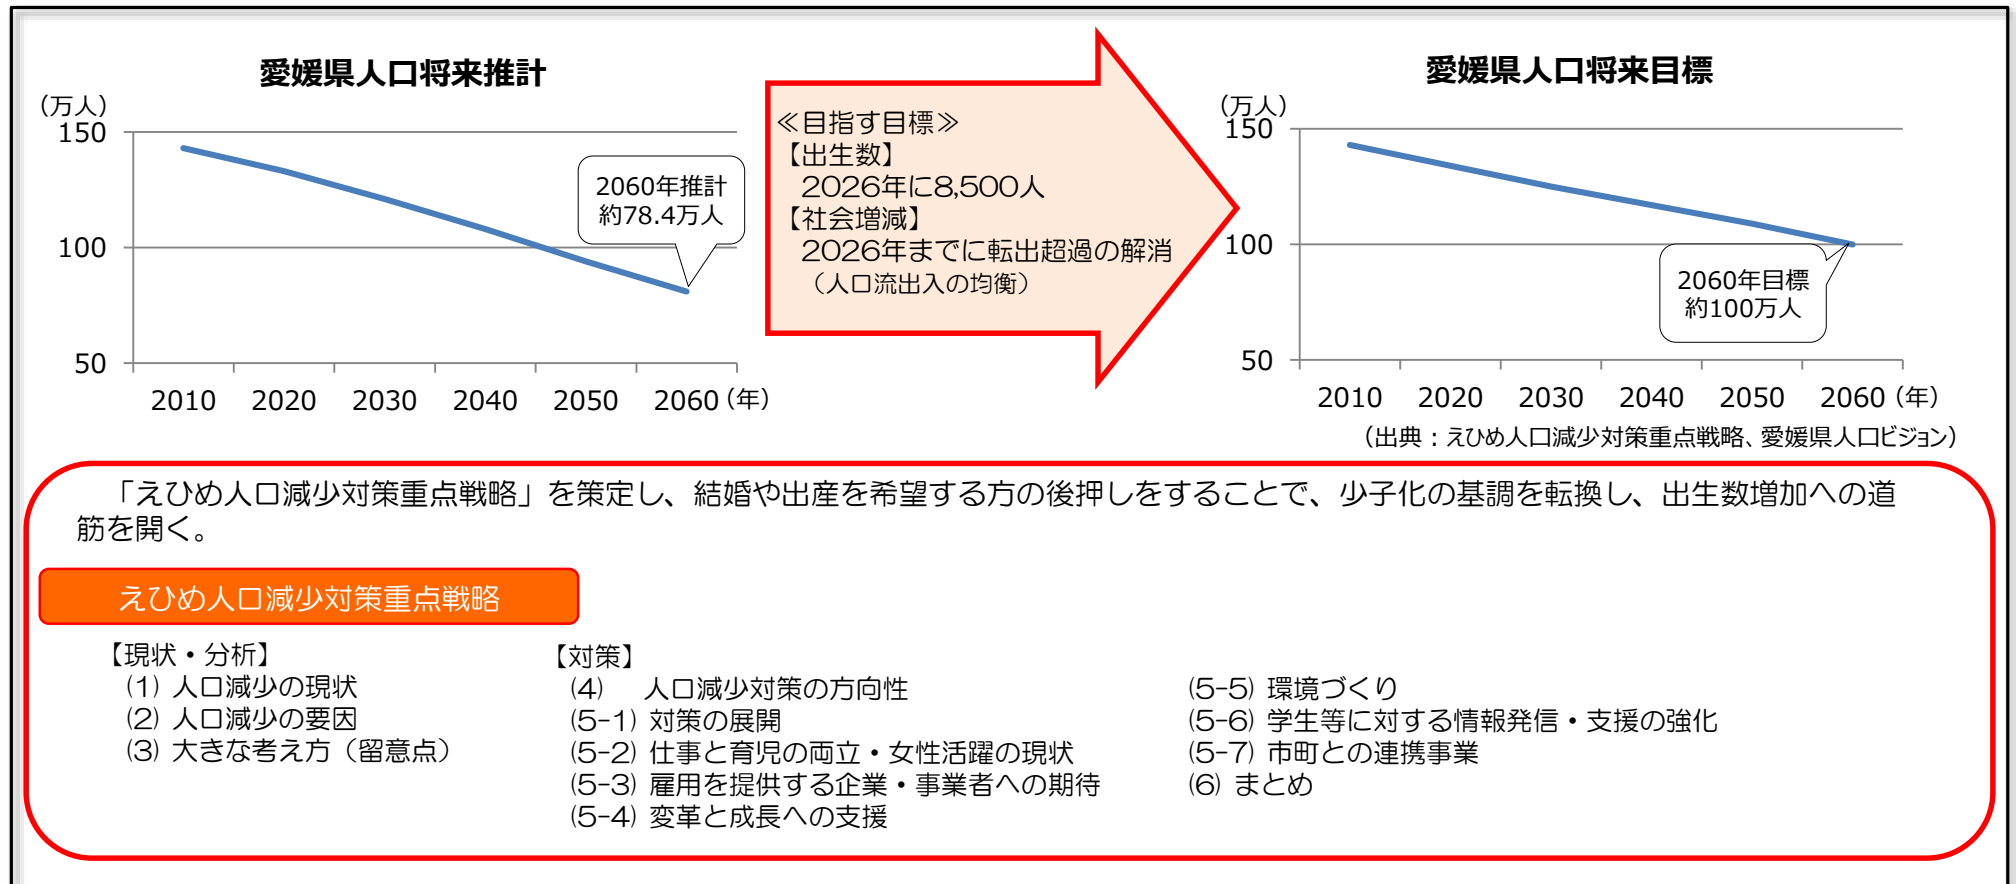 愛媛県人口将来推計
(万人)
150
100
50
2010 2020 2030 2040 2050 2060 (年)
2060年推計
約78.4万人
≪目指す目標≫
【出生数】
2026年に8,500人
【社会増減】
2026年までに転出超過の解消
（人口流出入の均衡）
愛媛県人口将来目標
(万人)
150
100
50
2010 2020 2030 2040 2050 2060 (年)
2060年目標
約100万人
（出典：えひめ人口減少対策重点戦略、愛媛県人口ビジョン）
「えひめ人口減少対策重点戦略」を策定し、結婚や出産を希望する方の後押しをすることで、少子化の基調を転換し、出生数増加への道
筋を開く。
えひめ人口減少対策重点戦略
【現状・分析】
(1) 人口減少の現状
(2) 人口減少の要因
(3) 大きな考え方（留意点）
【対策】
(4) 人口減少対策の方向性
(5-1) 対策の展開
(5-2) 仕事と育児の両立・女性活躍の現状
(5-3) 雇用を提供する企業・事業者への期待
(5-4) 変革と成長への支援
(5-5) 環境づくり
(5-6) 学生等に対する情報発信・支援の強化
(5-7) 市町との連携事業
(6) まとめ